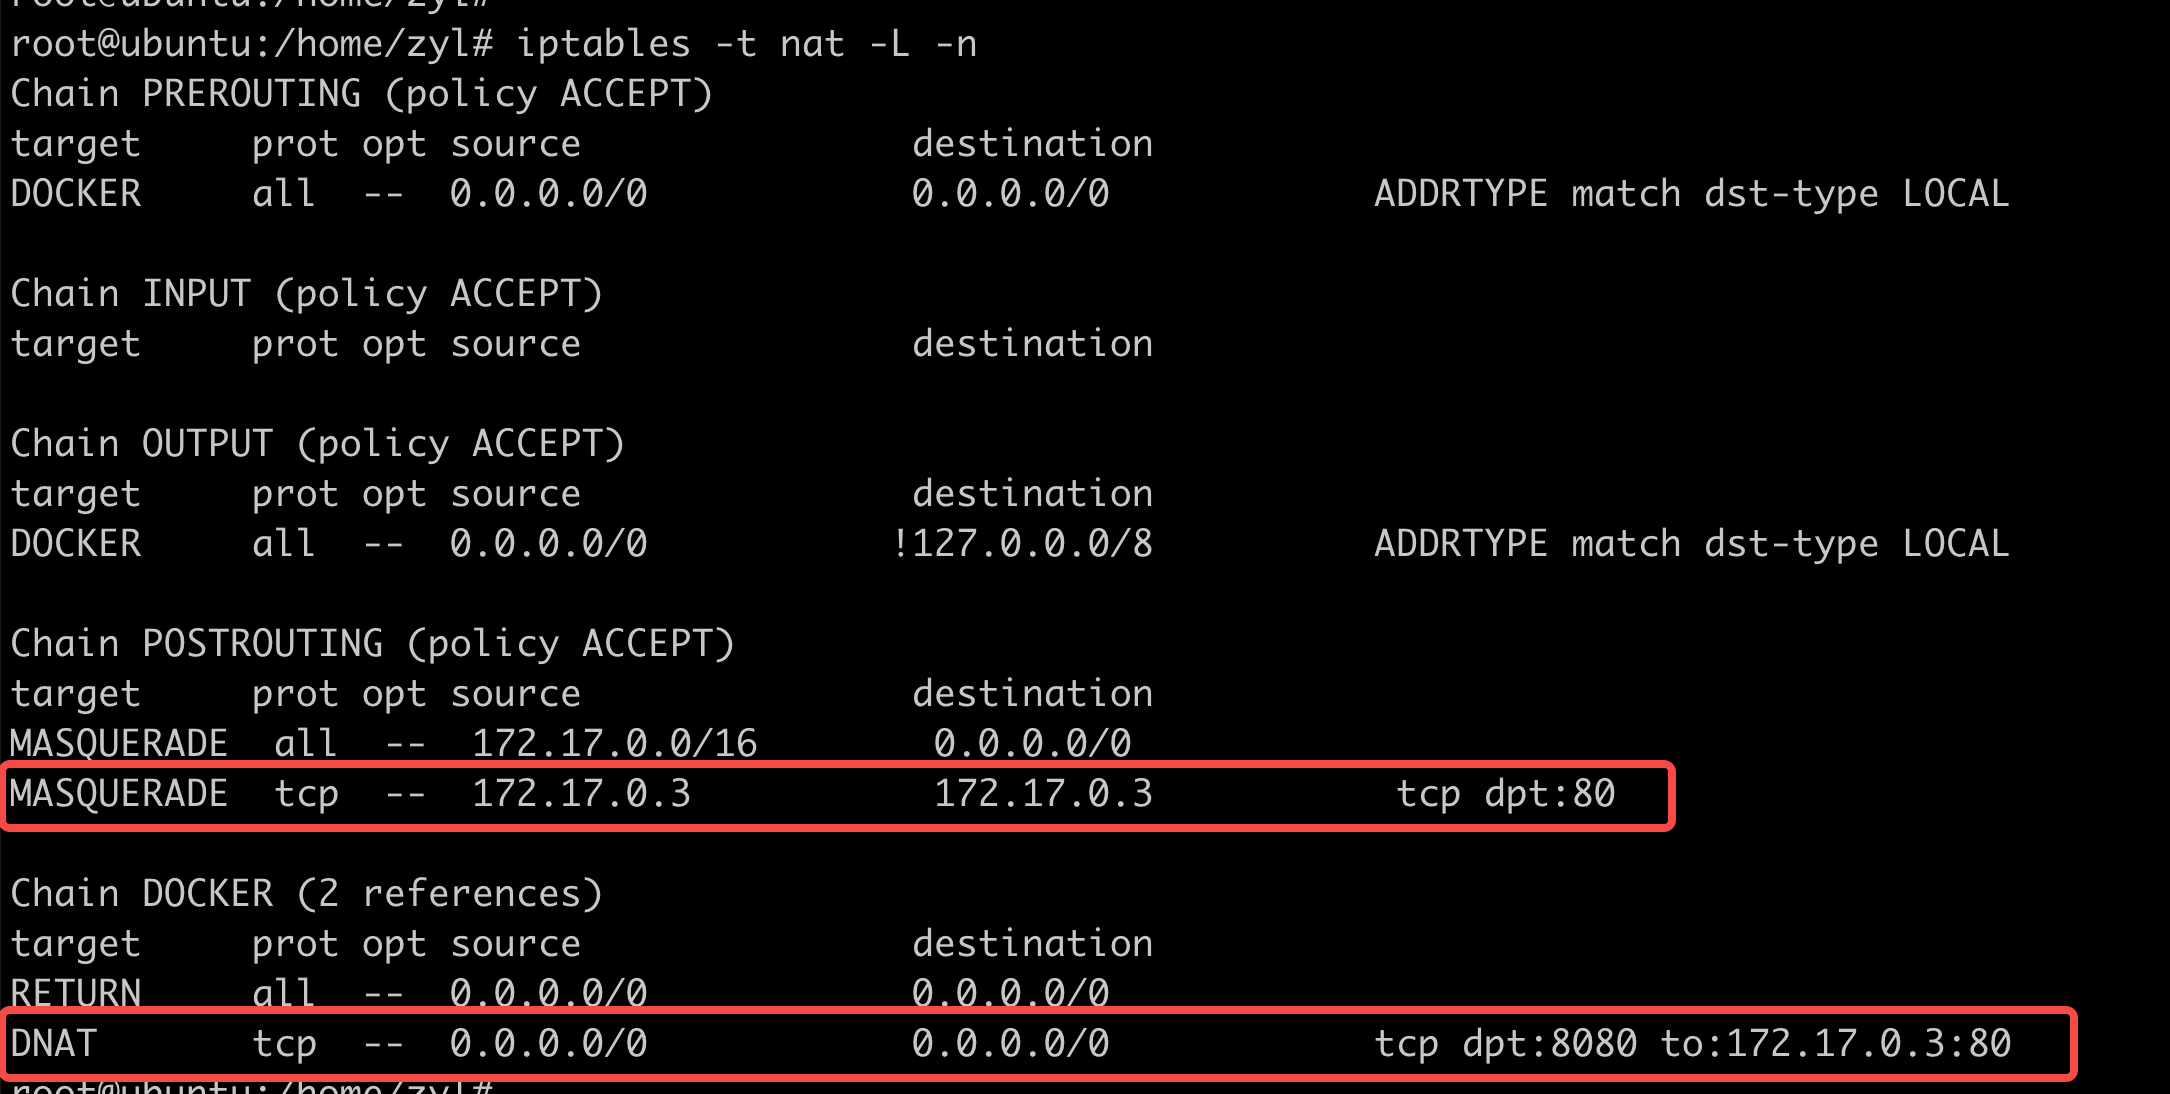 root@ubuntu:/home/zyl#
root@ubuntu:/home/zyl# iptables -t nat -L -n
Chain PREROUTING (policy ACCEPT)
target     prot opt source               destination
DOCKER     all  --  0.0.0.0/0            0.0.0.0/0            ADDRTYPE match dst-type LOCAL

Chain INPUT (policy ACCEPT)
target     prot opt source               destination

Chain OUTPUT (policy ACCEPT)
target     prot opt source               destination
DOCKER     all  --  0.0.0.0/0           !127.0.0.0/8          ADDRTYPE match dst-type LOCAL

Chain POSTROUTING (policy ACCEPT)
target     prot opt source               destination
MASQUERADE  all  --  172.17.0.0/16        0.0.0.0/0
MASQUERADE  tcp  --  172.17.0.3           172.17.0.3           tcp dpt:80

Chain DOCKER (2 references)
target     prot opt source               destination
RETURN     all  --  0.0.0.0/0            0.0.0.0/0
DNAT       tcp  --  0.0.0.0/0            0.0.0.0/0            tcp dpt:8080 to:172.17.0.3:80
root@ubuntu:/home/zyl#